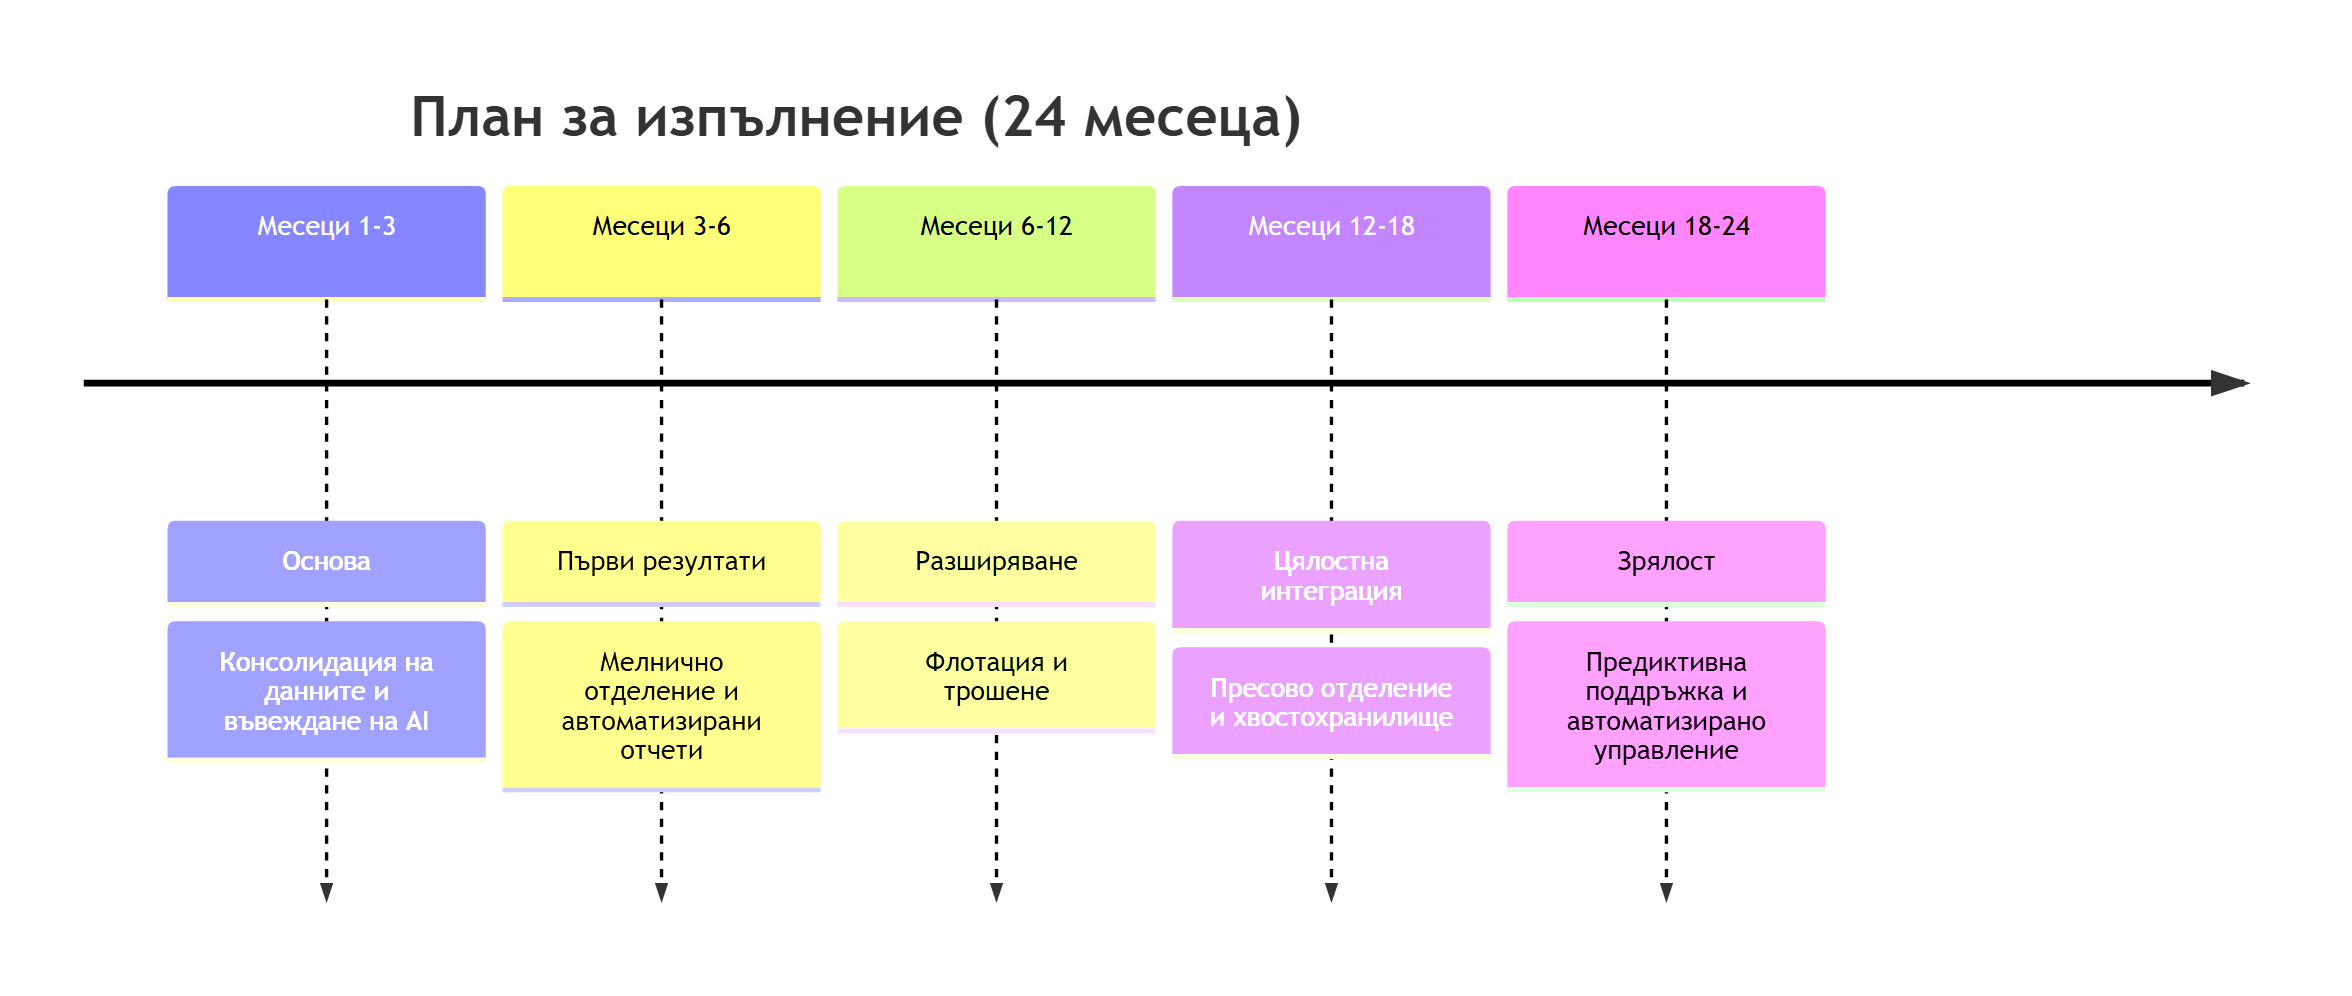 План за изпълнение (24 месеца)
Месеци 1-3
Месеци 3-6
Месеци 6-12
Месеци 12-18
Месеци 18-24
Основа
Консолидация на
данните и
въвеждане на AI
Първи резултати
Мелнично
отделение и
автоматизирани
отчети
Разширяване
Флотация и
трошене
Цялостна
интеграция
Пресово отделение
и хвостохранилище
Зрялост
Предиктивна
поддръжка и
автоматизирано
управление